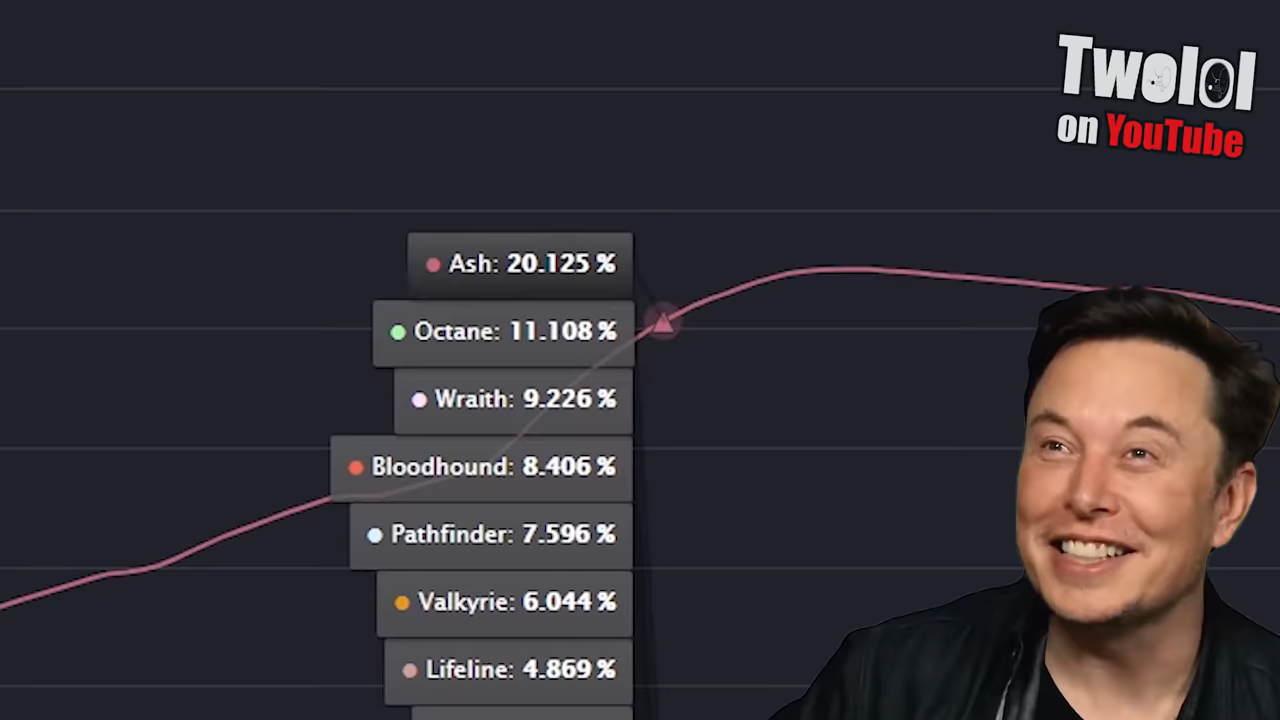 Twolol
on YouTube
Ash: 20.125 %
Octane: 11.108 %
Wraith: 9.226 %
Bloodhound: 8.406 %
Pathfinder: 7.596 %
Valkyrie: 6.044 %
Lifeline: 4.869 %